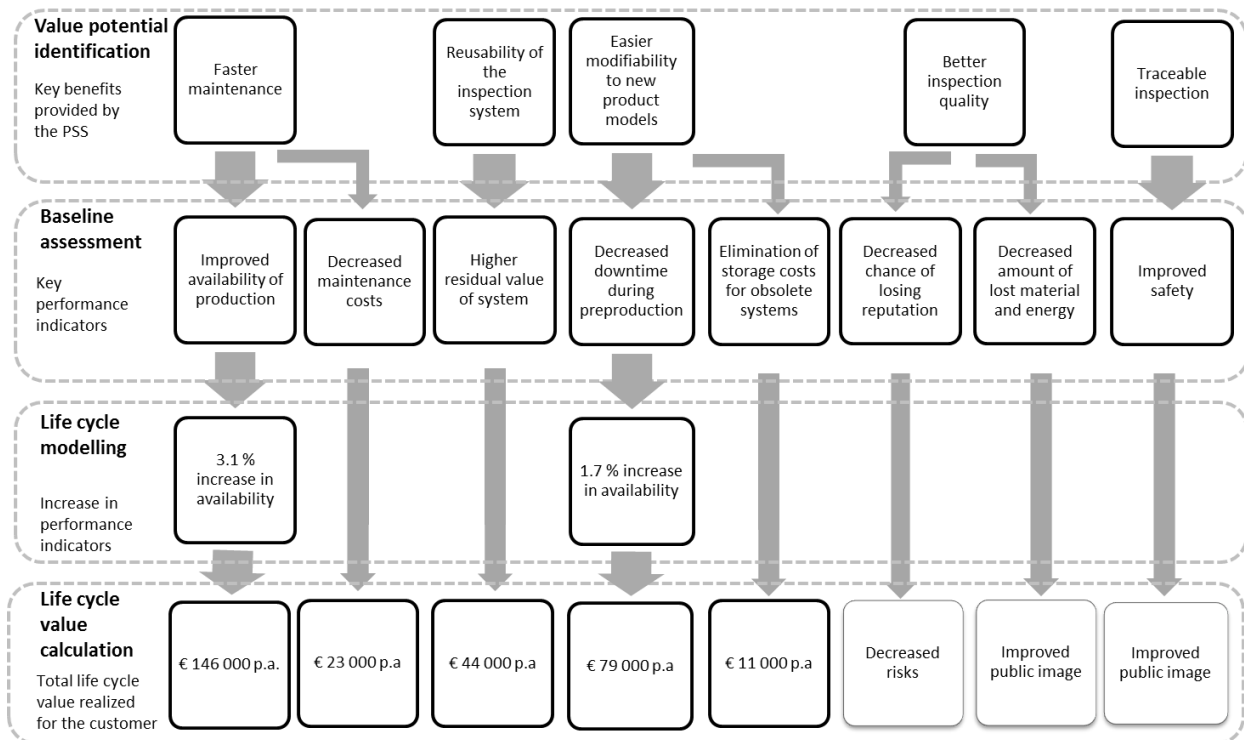 Value potential
identification
Key benefits
provided by
the PSS
Faster
maintenance
Reusability of
the
inspection
system
Easier
modifiability
to new
product
models
Better
inspection
quality
Traceable
inspection
Baseline
assessment
Key
performance
indicators
Improved
availability of
production
Decreased
maintenance
costs
Higher
residual value
of system
Decreased
downtime
during
preproduction
Elimination of
storage costs
for obsolete
systems
Decreased
chance of
losing
reputation
Decreased
amount of
lost material
and energy
Improved
safety
Life cycle
modelling
Increase in
performance
indicators
3.1 %
increase in
availability
1.7 % increase
in availability
Life cycle
value
calculation
Total life cycle
value realized
for the customer
€ 146 000 p.a.
€ 23 000 p.a
€ 44 000 p.a
€ 79 000 p.a
€ 11 000 p.a
Decreased
risks
Improved
public image
Improved
public image